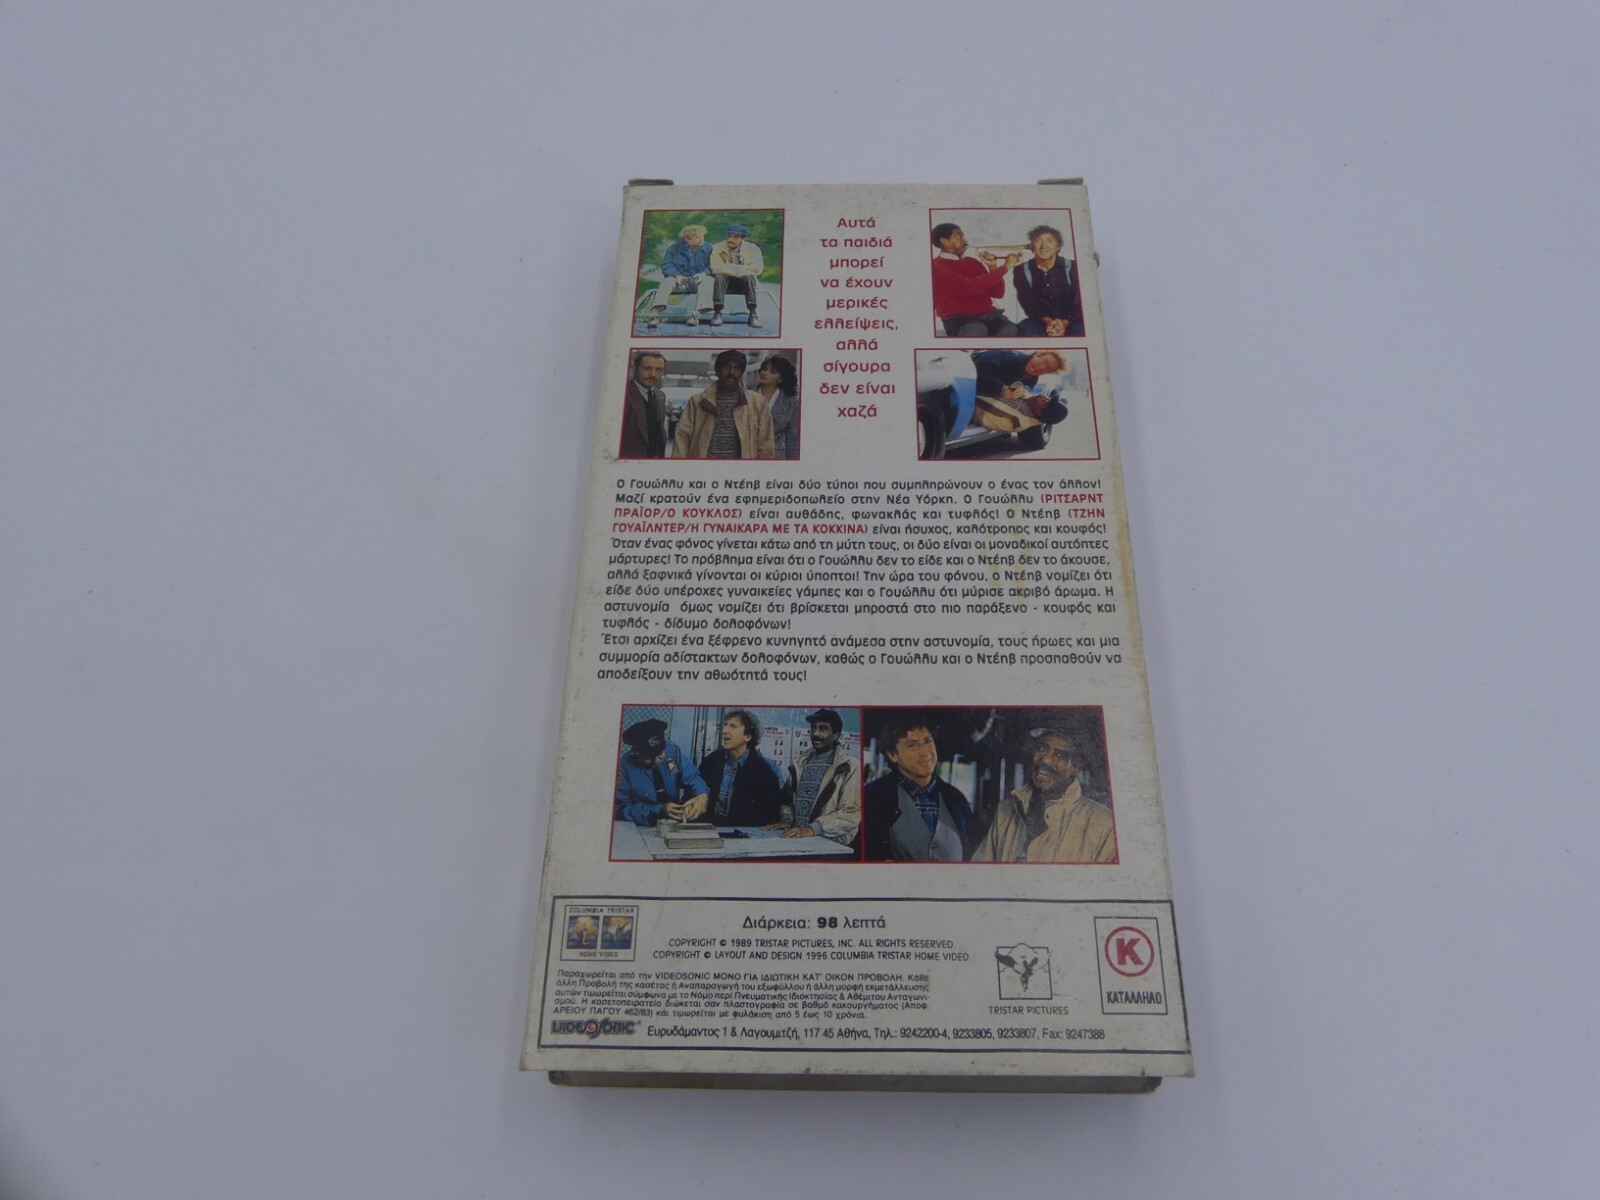 Αυτά
τα παιδιά
μπορεί
να έχουν
μερικές
ελλείψεις,
αλλά
σίγουρα
δεν είναι
χαζά
Ο Γουώλλυ και ο Ντέηβ είναι δύο τύποι που συμπληρώνουν ο ένας τον άλλον!
Μαζί κρατούν ένα εφημεριδοπωλείο στην Νέα Υόρκη. Ο Γουώλλυ (ΡΙΤΣΑΡΝΤ
ΠΡΑΪΟΡ/Ο ΚΟΥΚΛΟΣ) είναι αυθάδης, φωνακλάς και τυφλός! Ο Ντέηβ (ΤΖΗΝ
ΓΟΥΑΪΛΝΤΕΡ/Η ΓΥΝΑΙΚΑΡΑ ΜΕ ΤΑ ΚΟΚΚΙΝΑ) είναι ήσυχος, καλότροπος και κουφός!
Όταν ένας φόνος γίνεται κάτω από τη μύτη τους, οι δύο είναι οι μοναδικοί αυτόπτες
μάρτυρες! Το πρόβλημα είναι ότι ο Γουώλλυ δεν το είδε και ο Ντέηβ δεν το άκουσε,
αλλά ξαφνικά γίνονται οι κύριοι ύποπτοι! Την ώρα του φόνου, ο Ντέηβ νομίζει ότι
είδε δύο υπέροχες γυναικείες γάμπες και ο Γουώλλυ ότι μύρισε ακριβό άρωμα. Η
αστυνομία όμως νομίζει ότι βρίσκεται μπροστά στο πιο παράξενο - κουφός και
τυφλός - δίδυμο δολοφόνων!
Έτσι αρχίζει ένα ξέφρενο κυνηγητό ανάμεσα στην αστυνομία, τους ήρωες και μια
συμμορία αδίστακτων δολοφόνων, καθώς ο Γουώλλυ και ο Ντέηβ προσπαθούν να
αποδείξουν την αθωότητά τους!
COLUMBIA TRISTAR
HOME VIDEO
Διάρκεια: 98 λεπτά
COPYRIGHT © 1989 TRISTAR PICTURES, INC. ALL RIGHTS RESERVED.
COPYRIGHT © LAYOUT AND DESIGN 1996 COLUMBIA TRISTAR HOME VIDEO
Παραχωρείται από την VIDEOSONIC ΜΟΝΟ ΓΙΑ ΙΔΙΩΤΙΚΗ ΚΑΤ' ΟΙΚΟΝ ΠΡΟΒΟΛΗ. Κάθε
άλλη Προβολή της κασέτας ή Αναπαραγωγή του εξωφύλλου ή άλλη μορφή εκμετάλλευσης
αυτών τιμωρείται σύμφωνα με το Νόμο περί Πνευματικής Ιδιοκτησίας & Αθέμιτου Ανταγωνι-
σμού. Η κασετοπειρατεία διώκεται σαν πλαστογραφία σε βαθμό κακουργήματος (Αποφ.
ΑΡΕΙΟΥ ΠΑΓΟΥ 462/83) και τιμωρείται με φυλάκιση από 5 έως 10 χρόνια.
TRISTAR PICTURES
K
ΚΑΤΑΛΛΗΛΟ
VIDEOSONIC Ευρυδάμαντος 1 & Λαγουμιτζή, 117 45 Αθήνα, Τηλ.: 9242200-4, 9233805, 9233807, Fax: 9247388